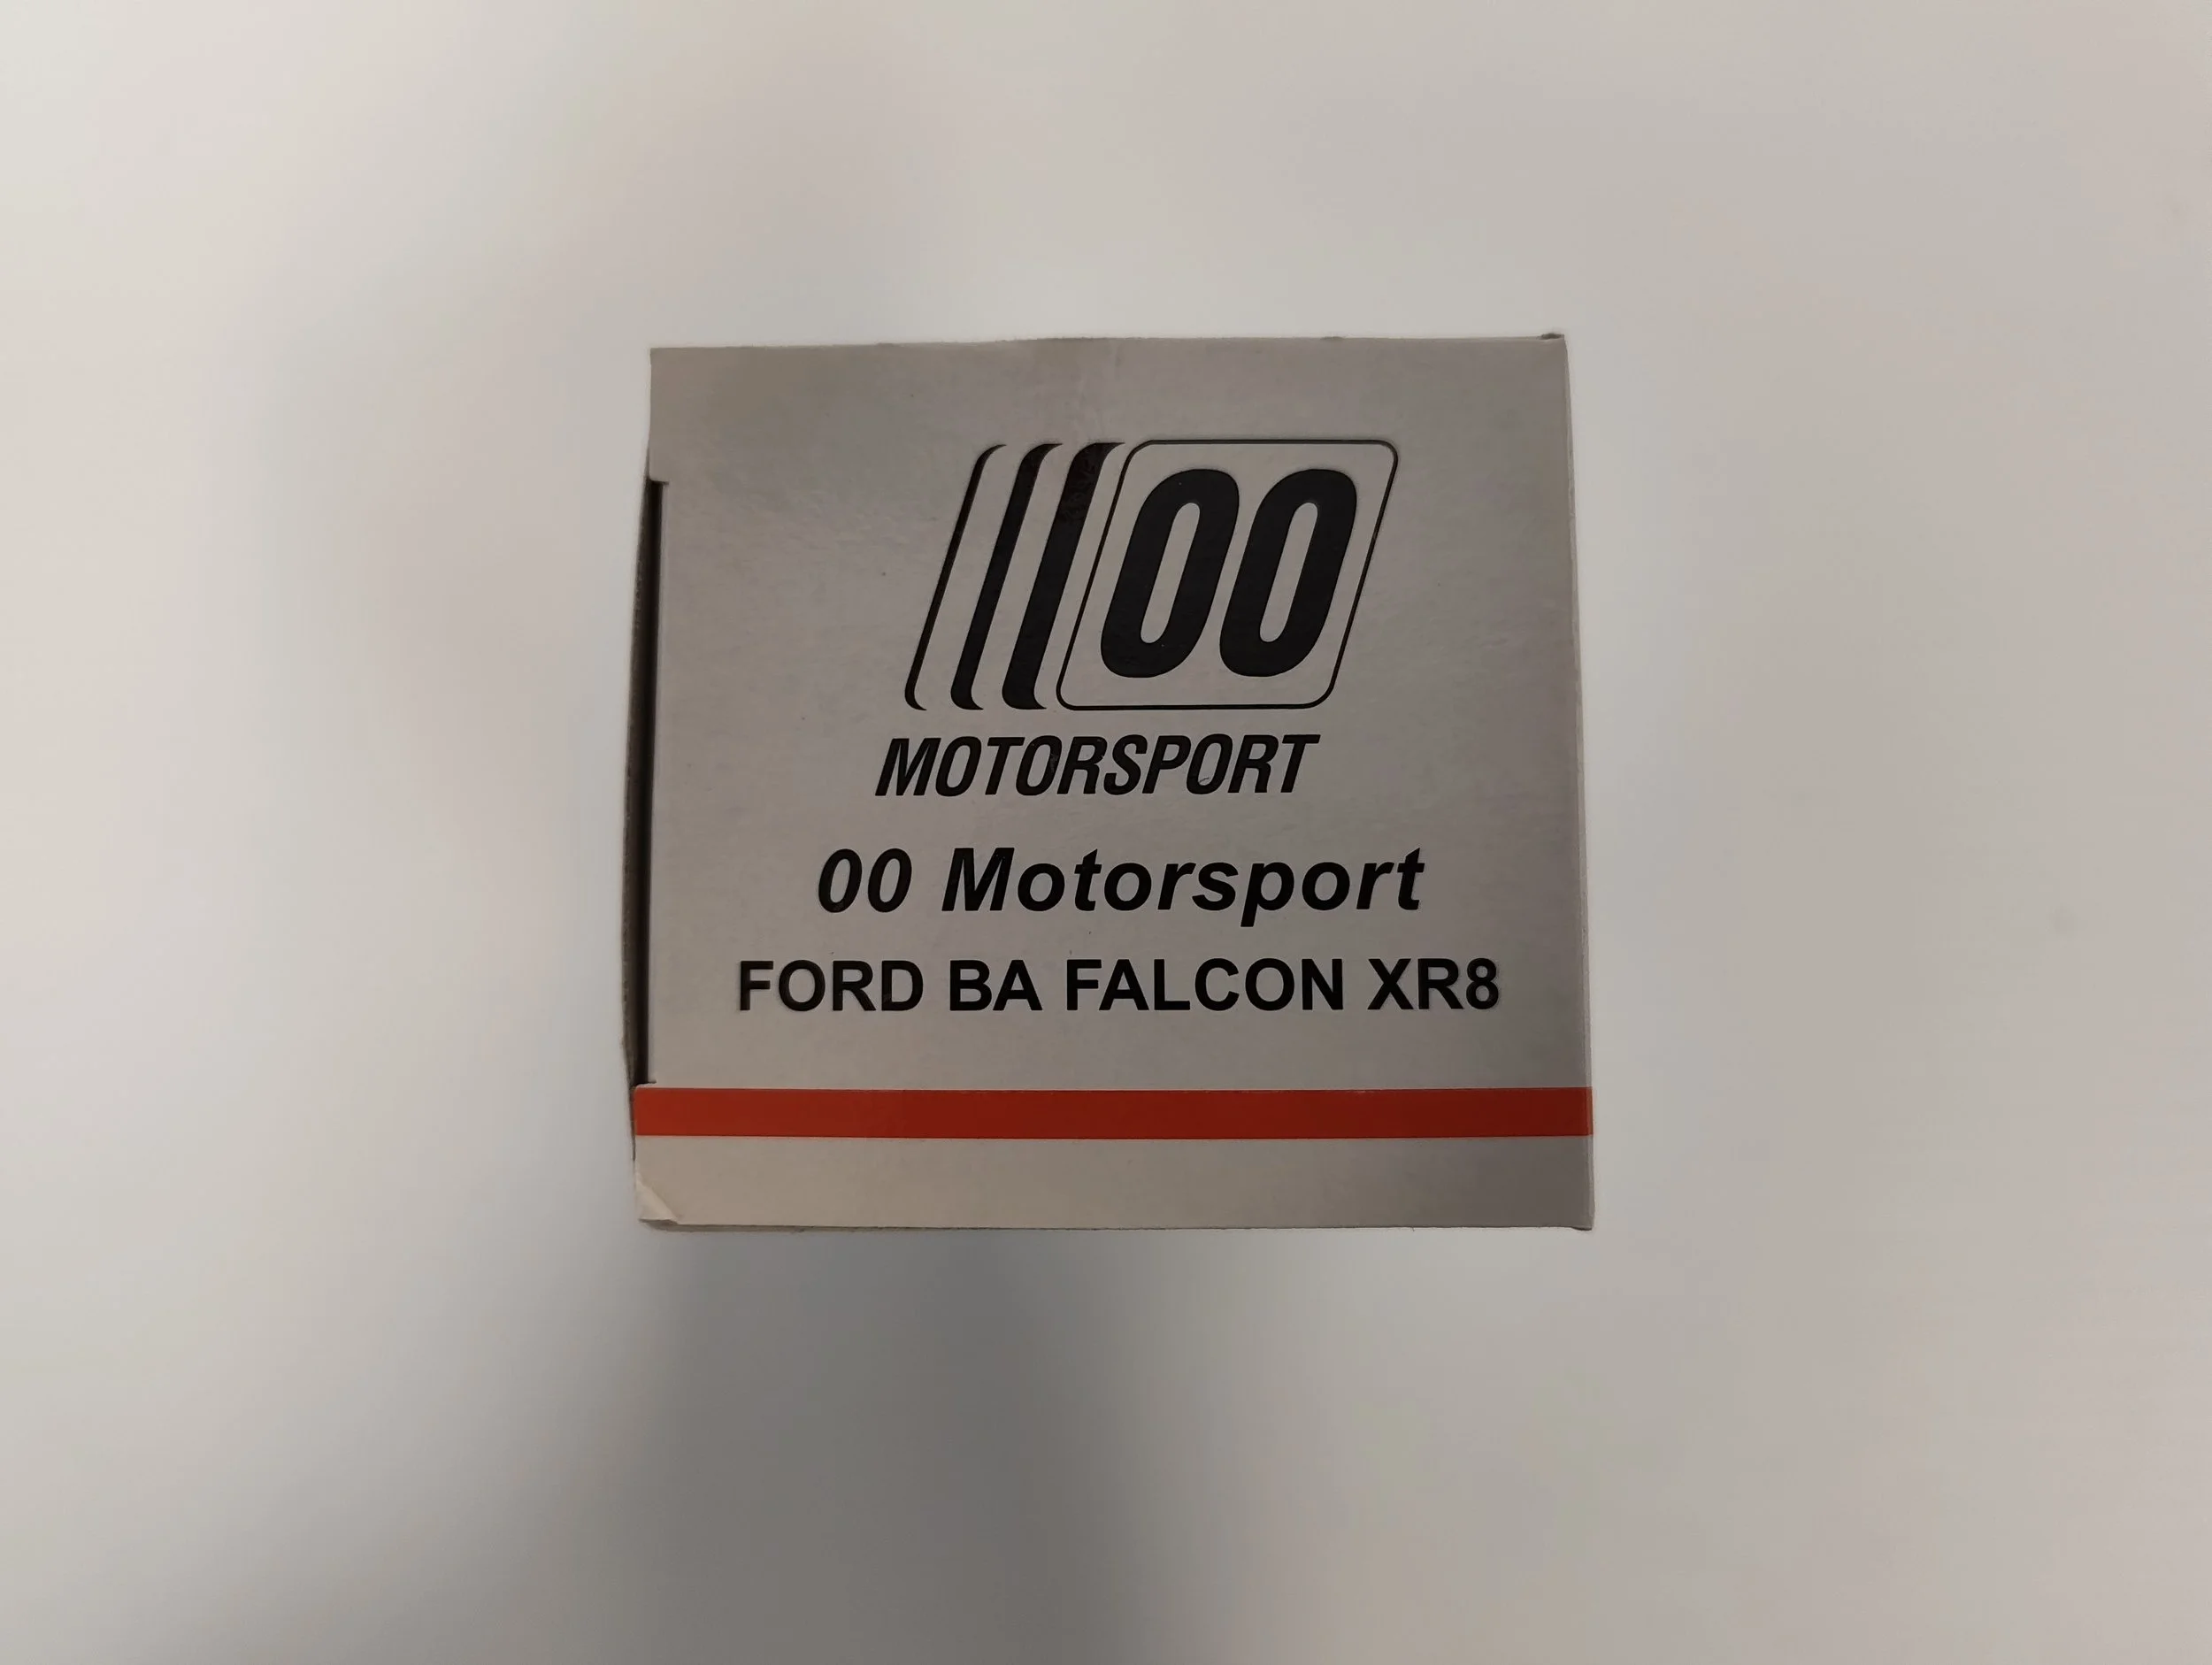 00
MOTORSPORT
00 Motorsport
FORD BA FALCON XR8